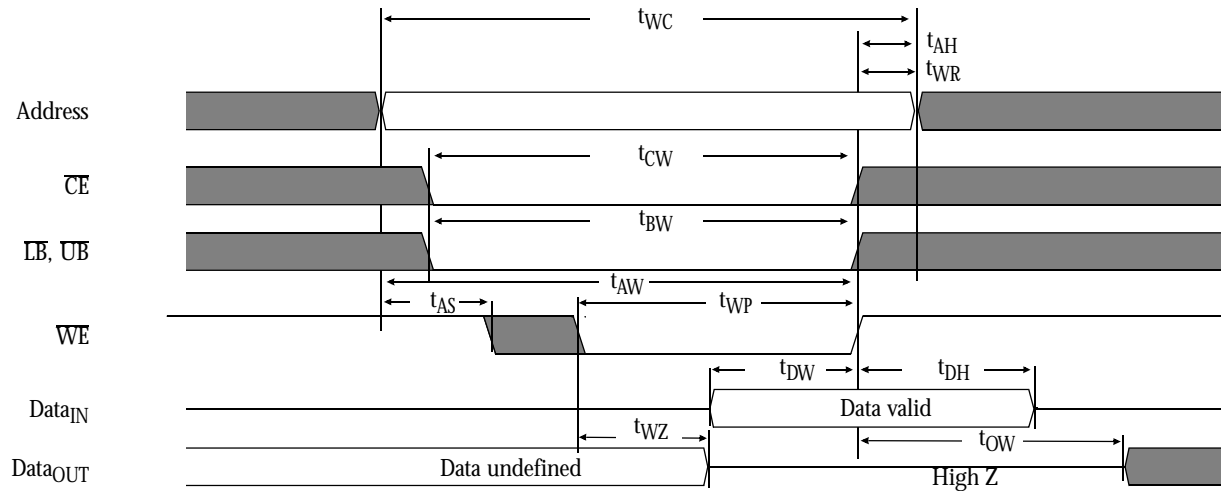 tWC
tAH
tWR
Address
tCW
CE
tBW
LB, UB
tAW
tAS
tWP
WE
tDW
tDH
DataIN
Data valid
tWZ
tOW
DataOUT
Data undefined
High Z